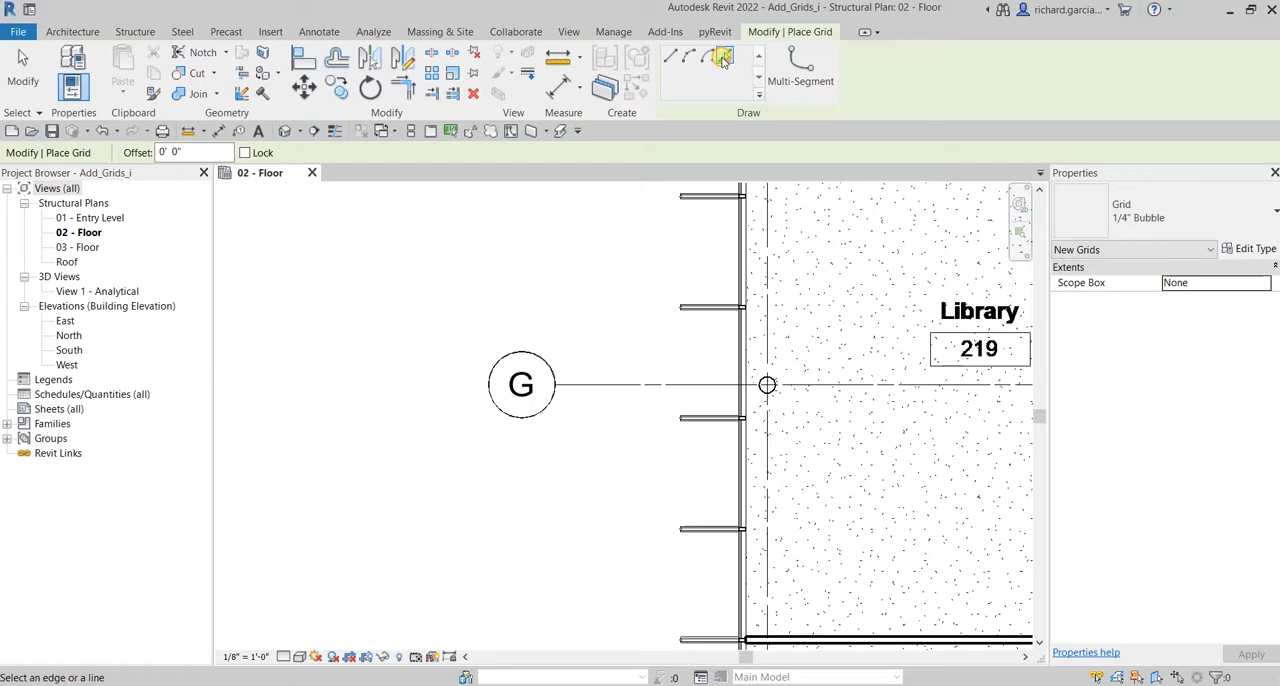 Autodesk Revit 2022 - Add_Grids_i - Structural Plan: 02 - Floor
richard.garcia...
File Architecture Structure Steel Precast Insert Annotate Analyze Massing & Site Collaborate View Manage Add-Ins pyRevit Modify | Place Grid
Modify Paste Notch Cut Join Multi-Segment
Select Properties Clipboard Geometry Modify View Measure Create Draw
Modify | Place Grid Offset: 0' 0" Lock
Project Browser - Add_Grids_i
Views (all)
Structural Plans
01 - Entry Level
02 - Floor
03 - Floor
Roof
3D Views
View 1 - Analytical
Elevations (Building Elevation)
East
North
South
West
Legends
Schedules/Quantities (all)
Sheets (all)
Families
Groups
Revit Links
02 - Floor
G
Library
219
Properties
Grid
1/4" Bubble
New Grids Edit Type
Extents
Scope Box None
Properties help Apply
1/8" = 1'-0"
Select an edge or a line :0 Main Model :0